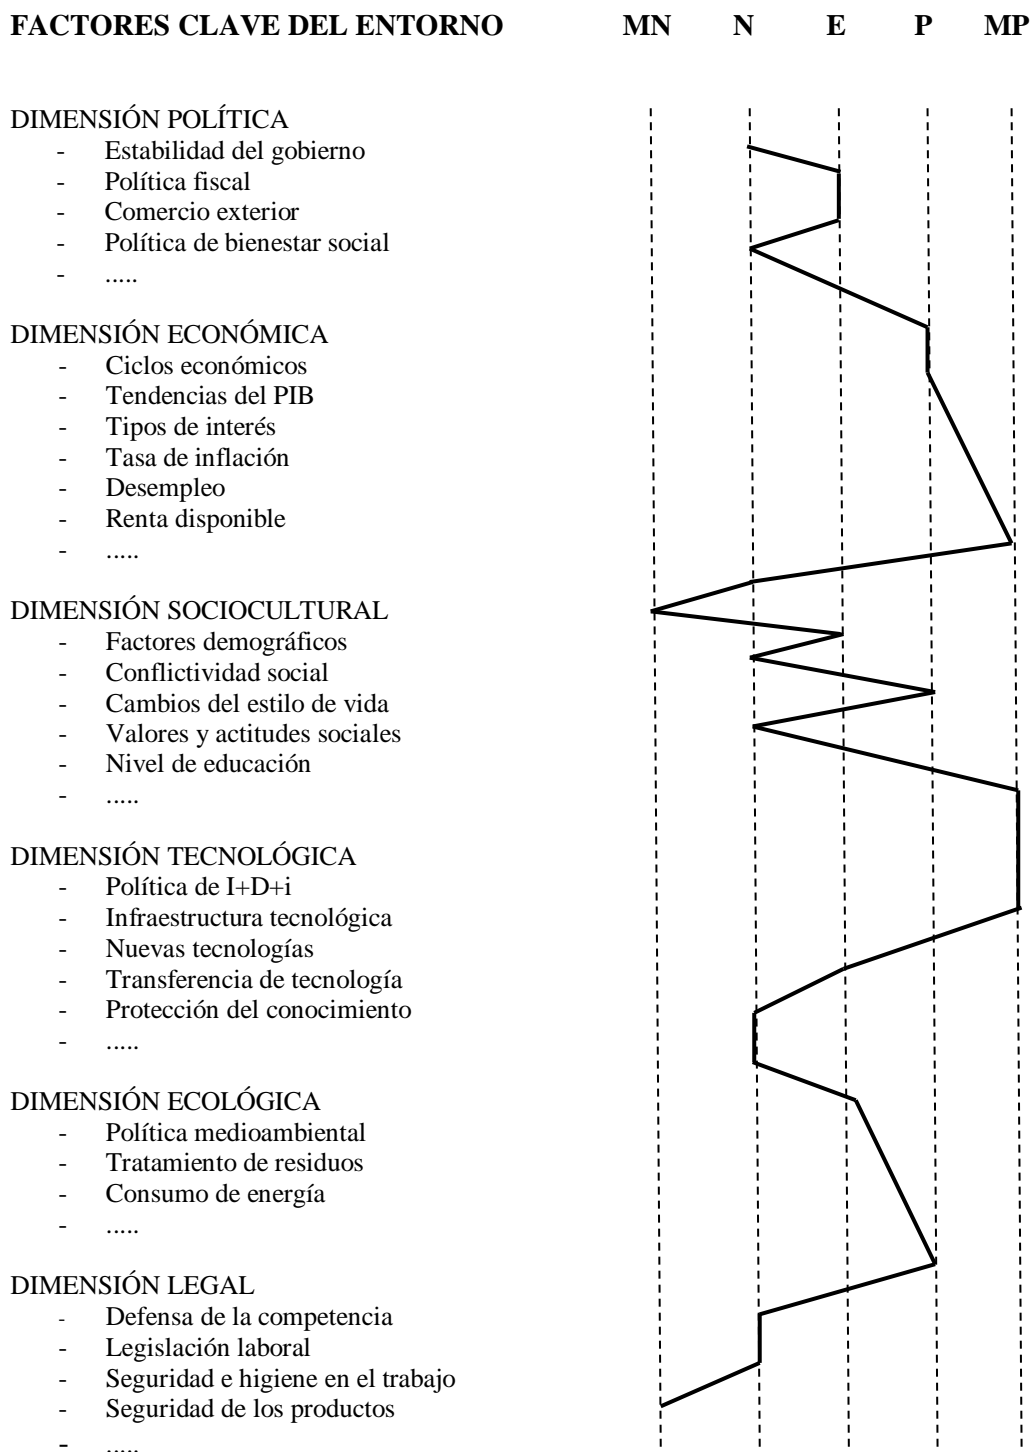 FACTORES CLAVE DEL ENTORNO MN N E P MP
DIMENSIÓN POLÍTICA
- Estabilidad del gobierno
- Política fiscal
- Comercio exterior
- Política de bienestar social
- .....
DIMENSIÓN ECONÓMICA
- Ciclos económicos
- Tendencias del PIB
- Tipos de interés
- Tasa de inflación
- Desempleo
- Renta disponible
- .....
DIMENSIÓN SOCIOCULTURAL
- Factores demográficos
- Conflictividad social
- Cambios del estilo de vida
- Valores y actitudes sociales
- Nivel de educación
- .....
DIMENSIÓN TECNOLÓGICA
- Política de I+D+i
- Infraestructura tecnológica
- Nuevas tecnologías
- Transferencia de tecnología
- Protección del conocimiento
- .....
DIMENSIÓN ECOLÓGICA
- Política medioambiental
- Tratamiento de residuos
- Consumo de energía
- .....
DIMENSIÓN LEGAL
- Defensa de la competencia
- Legislación laboral
- Seguridad e higiene en el trabajo
- Seguridad de los productos
- .....